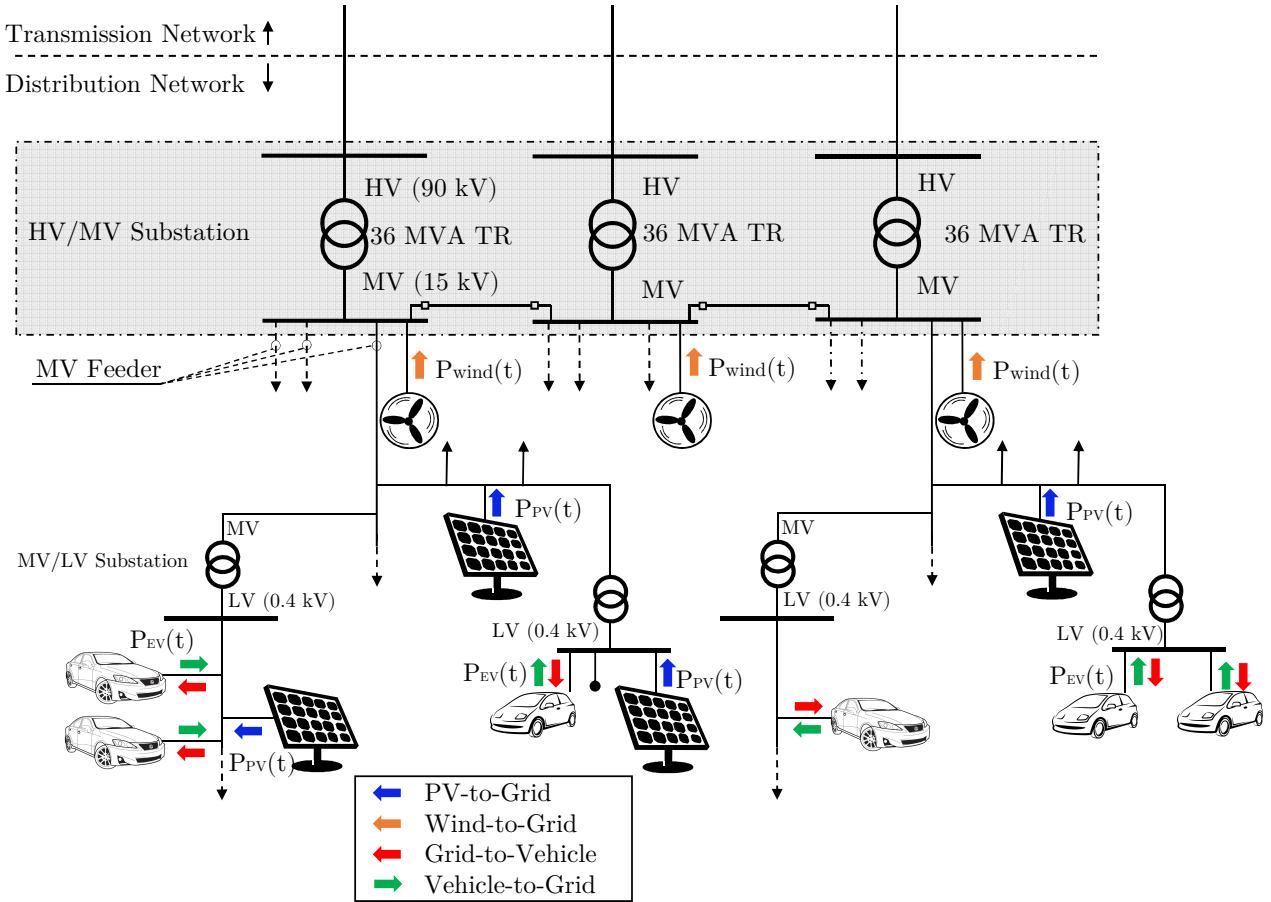 Transmission Network
Distribution Network
HV (90 kV)
HV
HV
HV/MV Substation
36 MVA TR
36 MVA TR
36 MVA TR
MV (15 kV)
MV
MV
MV Feeder
Pwind(t)
Pwind(t)
Pwind(t)
PPV(t)
PPV(t)
MV
MV
MV/LV Substation
LV (0.4 kV)
LV (0.4 kV)
LV (0.4 kV)
LV (0.4 kV)
PEV(t)
PEV(t)
PPV(t)
PEV(t)
PPV(t)
PV-to-Grid
Wind-to-Grid
Grid-to-Vehicle
Vehicle-to-Grid